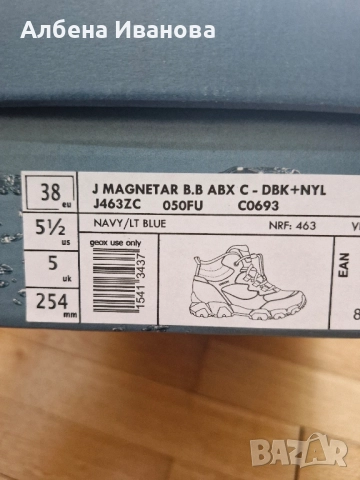 Албена Иванова
38 eu
J MAGNETAR B.B ABX C - DBK+NYL
J463ZC 050FU C0693
5½ us
NAVY/LT BLUE NRF: 463
5 uk
geox use only
1541 3437
254 mm
EAN
8
BAZAR